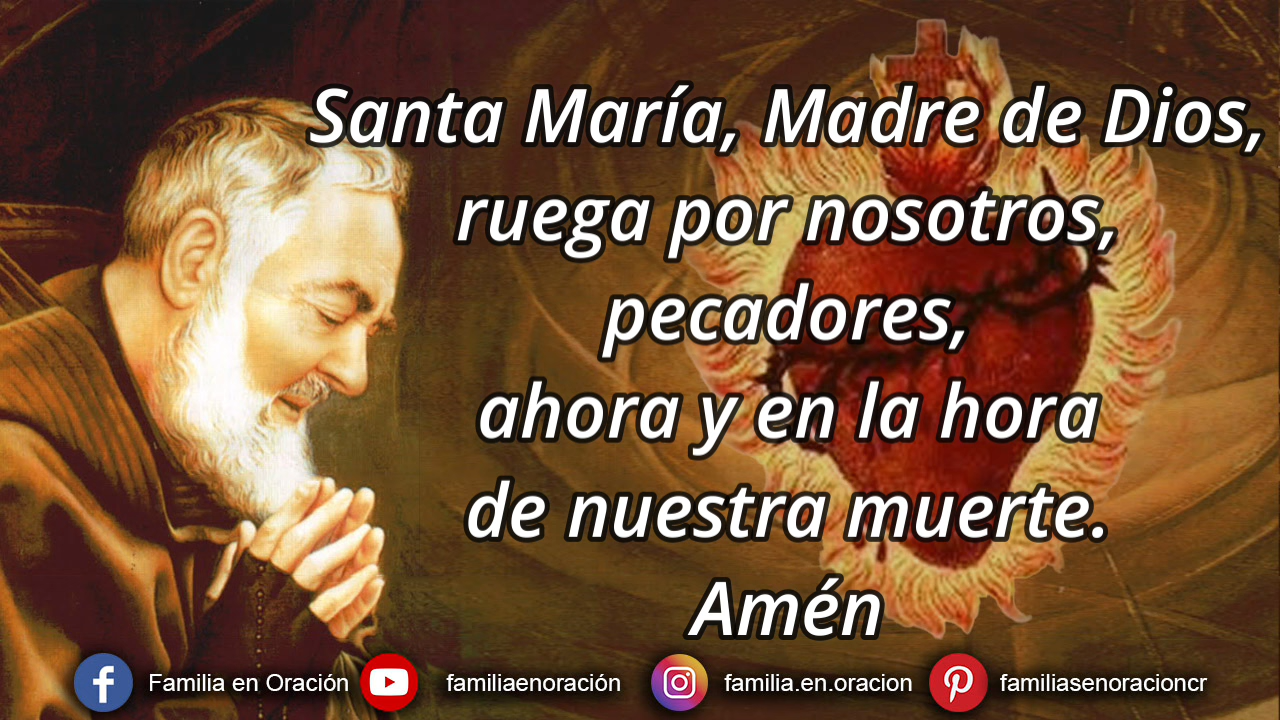 Santa María, Madre de Dios,
ruega por nosotros,
pecadores,
ahora y en la hora
de nuestra muerte.
Amén
Familia en Oración familiaenoración familia.en.oracion familiasenoracioncr